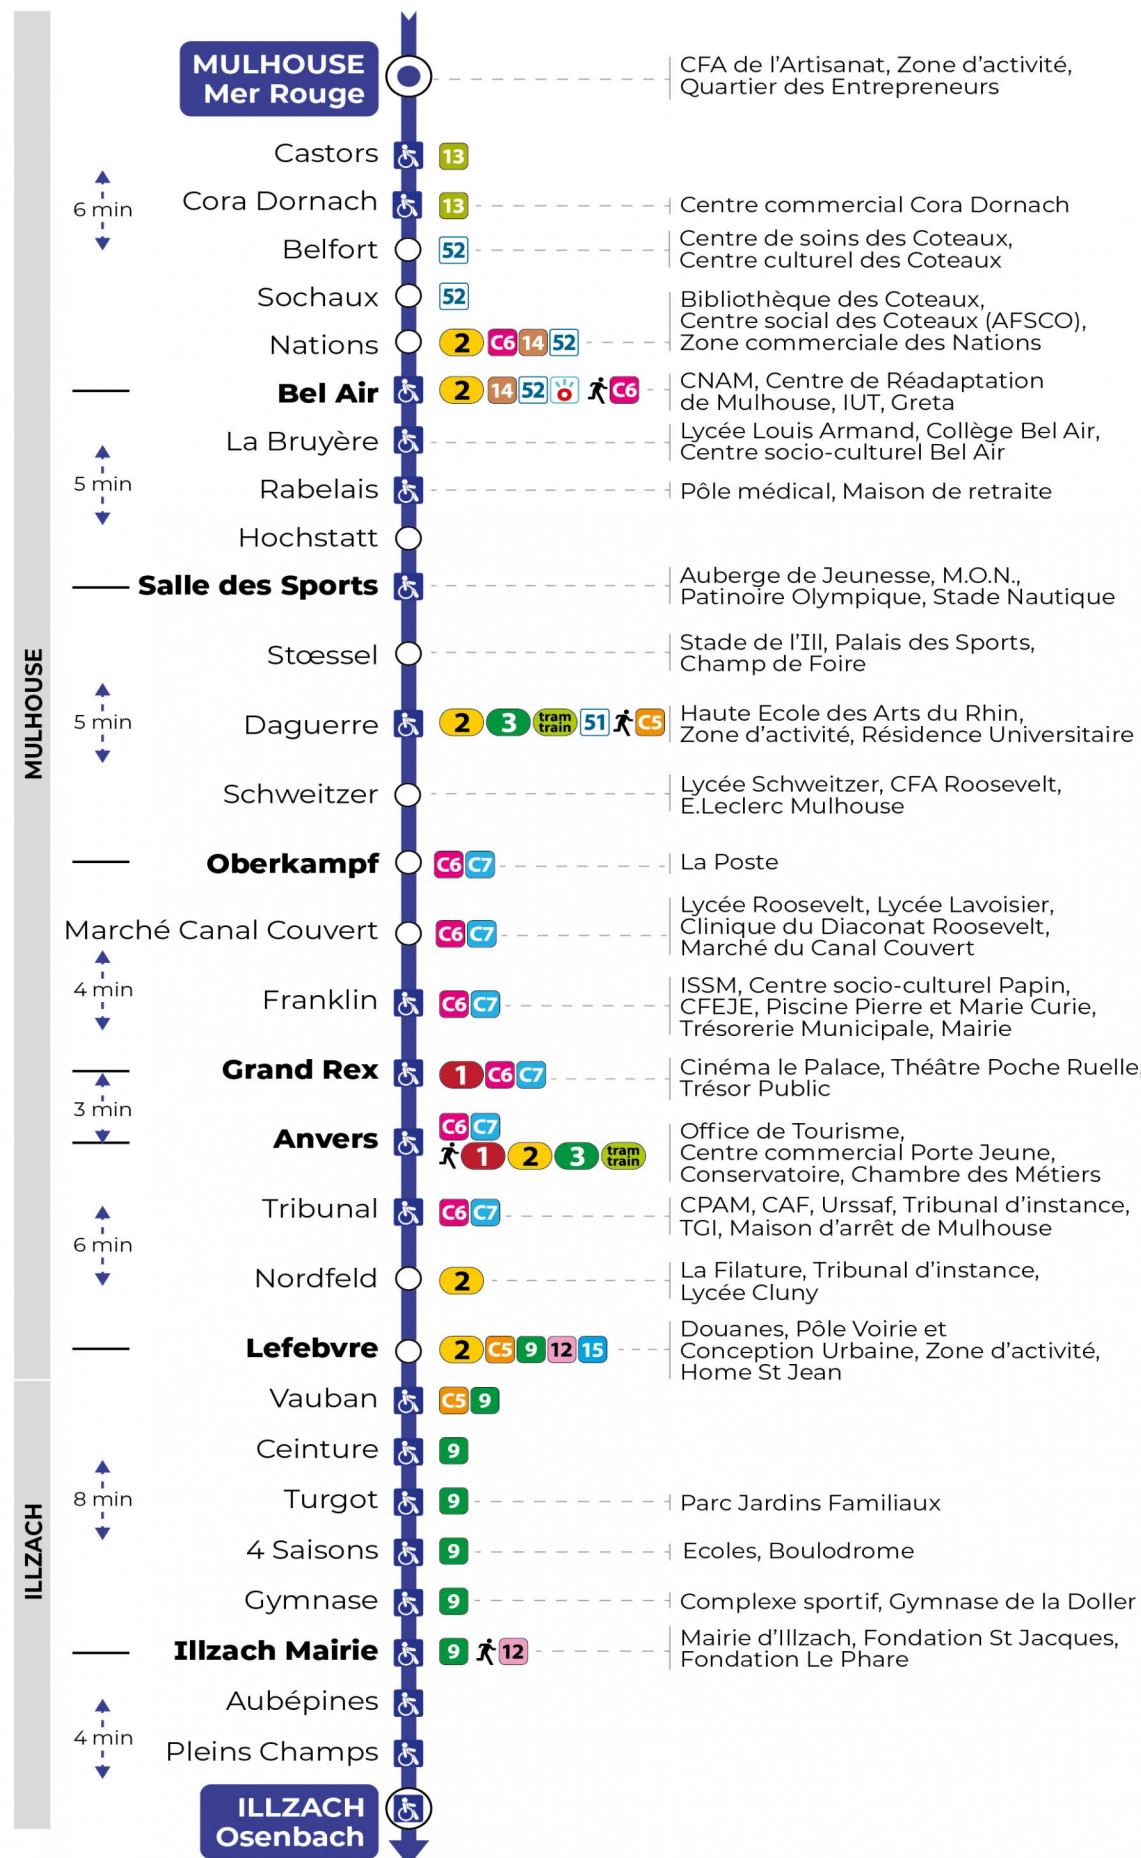 MULHOUSE
Mer Rouge
CFA de l'Artisanat, Zone d'activité,
Quartier des Entrepreneurs
Castors
13
6 min
Cora Dornach
13
Centre commercial Cora Dornach
Belfort
52
Centre de soins des Coteaux,
Centre culturel des Coteaux
Sochaux
52
Nations
2 C6 14 52
Bibliothèque des Coteaux,
Centre social des Coteaux (AFSCO),
Zone commerciale des Nations
Bel Air
2 14 52 C6
CNAM, Centre de Réadaptation
de Mulhouse, IUT, Greta
La Bruyère
Lycée Louis Armand, Collège Bel Air,
Centre socio-culturel Bel Air
5 min
Rabelais
Pôle médical, Maison de retraite
Hochstatt
Salle des Sports
Auberge de Jeunesse, M.O.N.,
Patinoire Olympique, Stade Nautique
MULHOUSE
Stœssel
Stade de l'Ill, Palais des Sports,
Champ de Foire
5 min
Daguerre
2 3 tram train 51 C5
Haute Ecole des Arts du Rhin,
Zone d'activité, Résidence Universitaire
Schweitzer
Lycée Schweitzer, CFA Roosevelt,
E.Leclerc Mulhouse
Oberkampf
C6 C7
La Poste
Marché Canal Couvert
C6 C7
Lycée Roosevelt, Lycée Lavoisier,
Clinique du Diaconat Roosevelt,
Marché du Canal Couvert
4 min
Franklin
C6 C7
ISSM, Centre socio-culturel Papin,
CFEJE, Piscine Pierre et Marie Curie,
Trésorerie Municipale, Mairie
Grand Rex
1 C6 C7
Cinéma le Palace, Théâtre Poche Ruelle,
Trésor Public
3 min
Anvers
C6 C7
1 2 3 tram train
Office de Tourisme,
Centre commercial Porte Jeune,
Conservatoire, Chambre des Métiers
Tribunal
C6 C7
CPAM, CAF, Urssaf, Tribunal d'instance,
TGI, Maison d'arrêt de Mulhouse
6 min
Nordfeld
2
La Filature, Tribunal d'instance,
Lycée Cluny
Lefebvre
2 C5 9 12 15
Douanes, Pôle Voirie et
Conception Urbaine, Zone d'activité,
Home St Jean
Vauban
C5 9
Ceinture
9
8 min
Turgot
9
Parc Jardins Familiaux
ILLZACH
4 Saisons
9
Ecoles, Boulodrome
Gymnase
9
Complexe sportif, Gymnase de la Doller
Illzach Mairie
9 12
Mairie d'Illzach, Fondation St Jacques,
Fondation Le Phare
Aubépines
4 min
Pleins Champs
ILLZACH
Osenbach